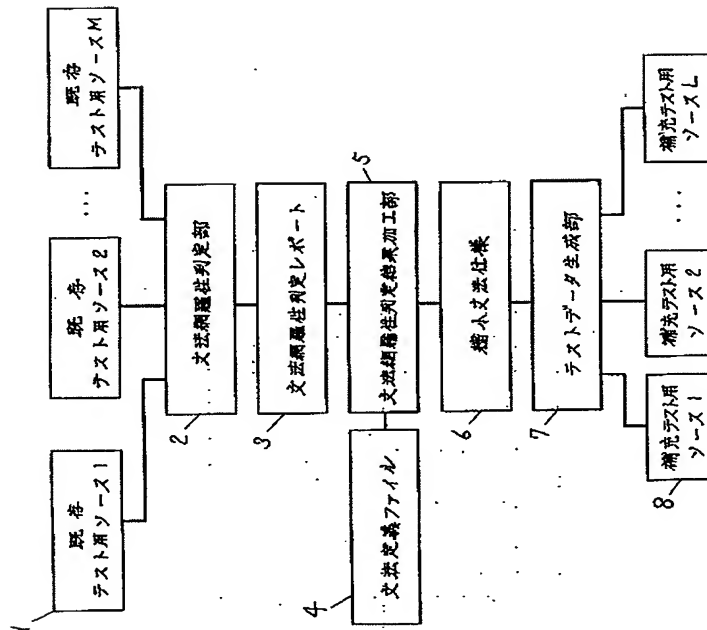 既存
テスト用ソース1
1
既存
テスト用ソース2
...
既存
テスト用ソースM
文法網羅性判定部
2
文法網羅性判定レポート
3
文法定義ファイル
4
文法網羅性判定結果加工部
5
縮小文法仕様
6
テストデータ生成部
7
補充テスト用
ソース1
8
補充テスト用
ソース2
...
補充テスト用
ソースL